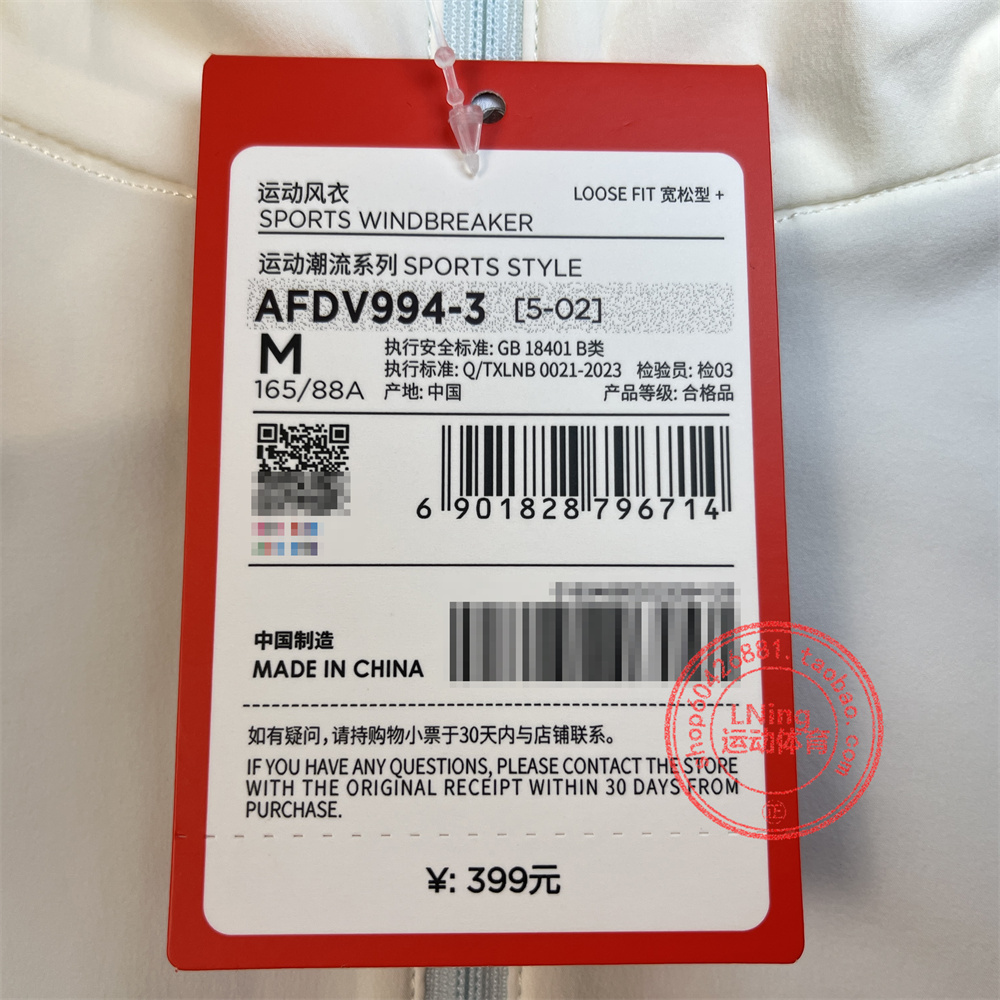 运动风衣
LOOSE FIT 宽松型 +
SPORTS WINDBREAKER
运动潮流系列 SPORTS STYLE
AFDV994-3 [5-02]
M
165/88A
执行安全标准: GB 18401 B类
执行标准: Q/TXLNB 0021-2023 检验员: 检03
产地: 中国 产品等级: 合格品
6 901828 796714
中国制造
MADE IN CHINA
shop60426881.taobao.com
LNing
运动体育
正
如有疑问,请持购物小票于30天内与店铺联系。
IF YOU HAVE ANY QUESTIONS, PLEASE CONTACT THE STORE
WITH THE ORIGINAL RECEIPT WITHIN 30 DAYS FROM
PURCHASE.
¥: 399元